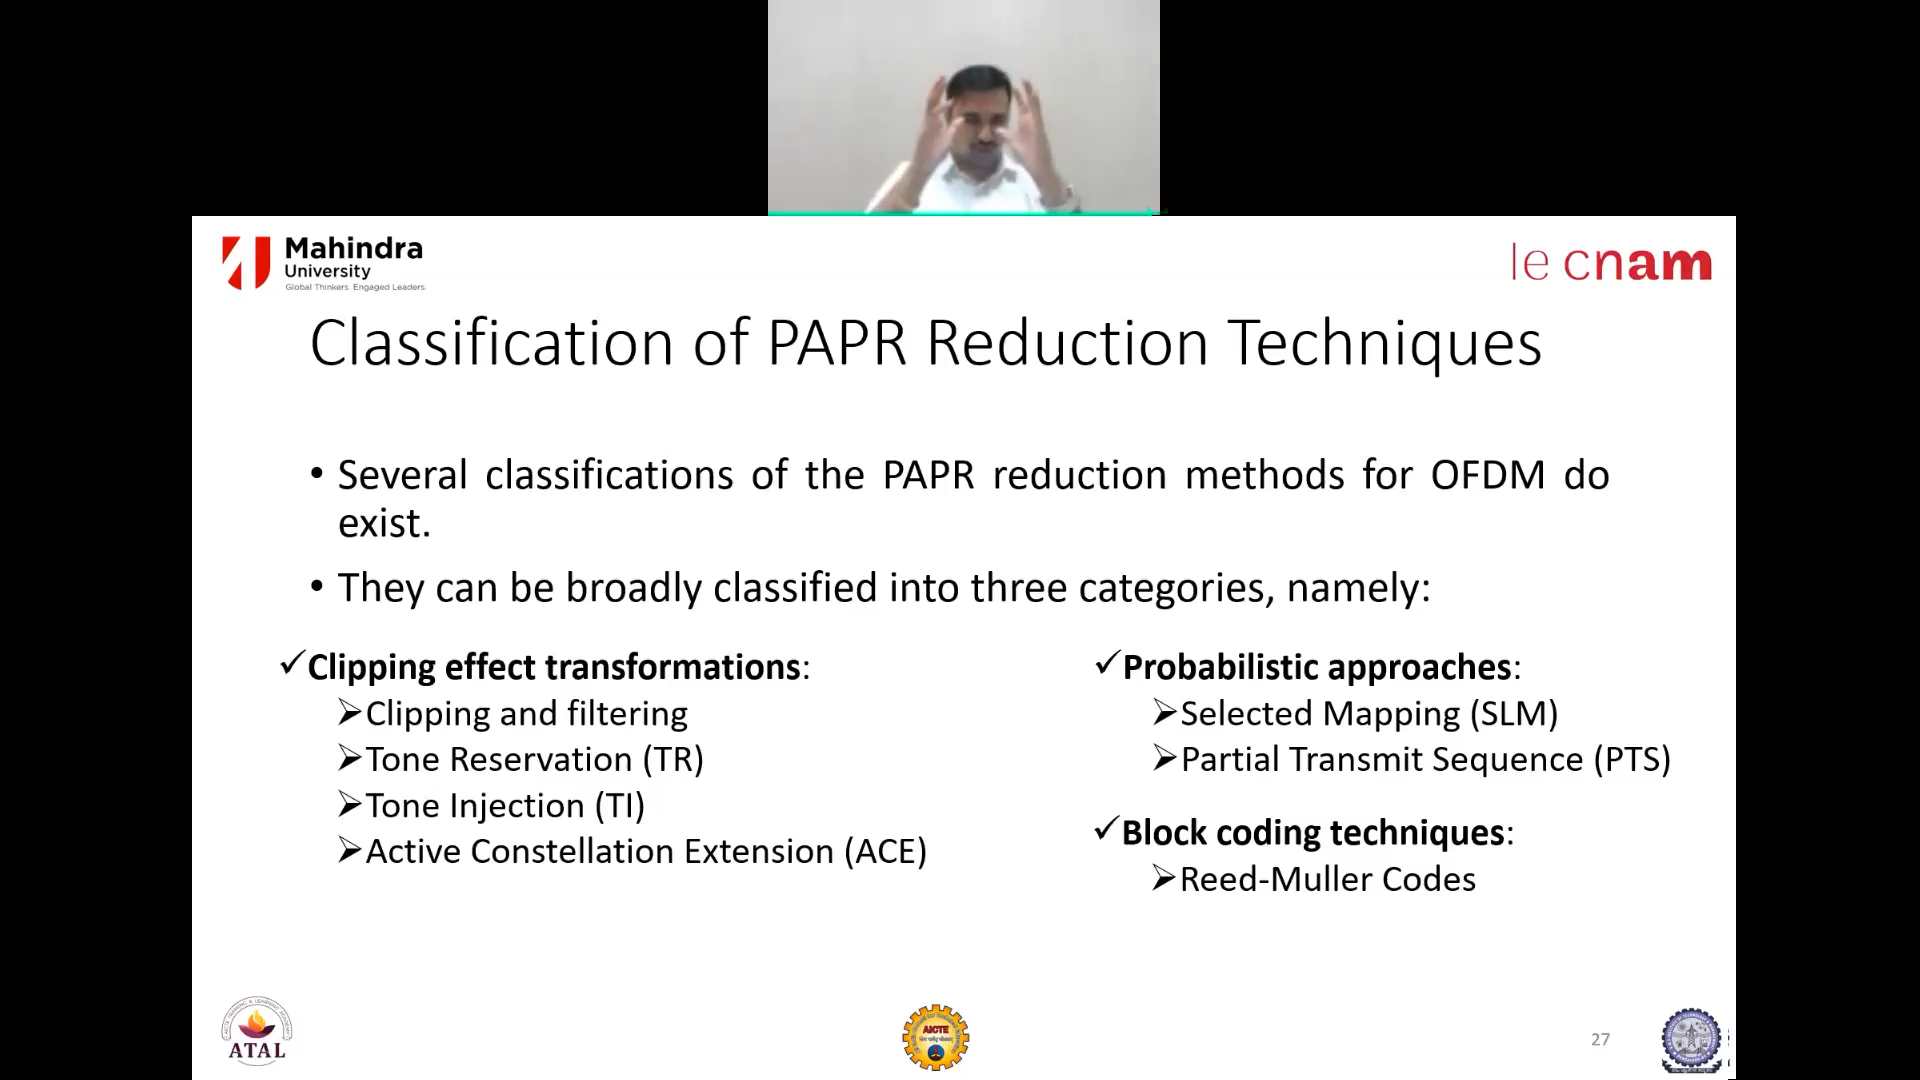 Mahindra
University
Global Thinkers. Engaged Leaders.
le cnam
Classification of PAPR Reduction Techniques
• Several classifications of the PAPR reduction methods for OFDM do
exist.
• They can be broadly classified into three categories, namely:
✓Clipping effect transformations:
➢Clipping and filtering
➢Tone Reservation (TR)
➢Tone Injection (TI)
➢Active Constellation Extension (ACE)
✓Probabilistic approaches:
➢Selected Mapping (SLM)
➢Partial Transmit Sequence (PTS)
✓Block coding techniques:
➢Reed-Muller Codes
ATAL
AICTE
27